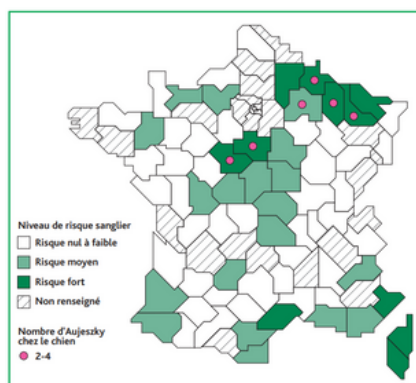 Niveau de risque sanglier
Risque nul à faible
Risque moyen
Risque fort
Non renseigné
Nombre d'Aujeszky
chez le chien
2-4